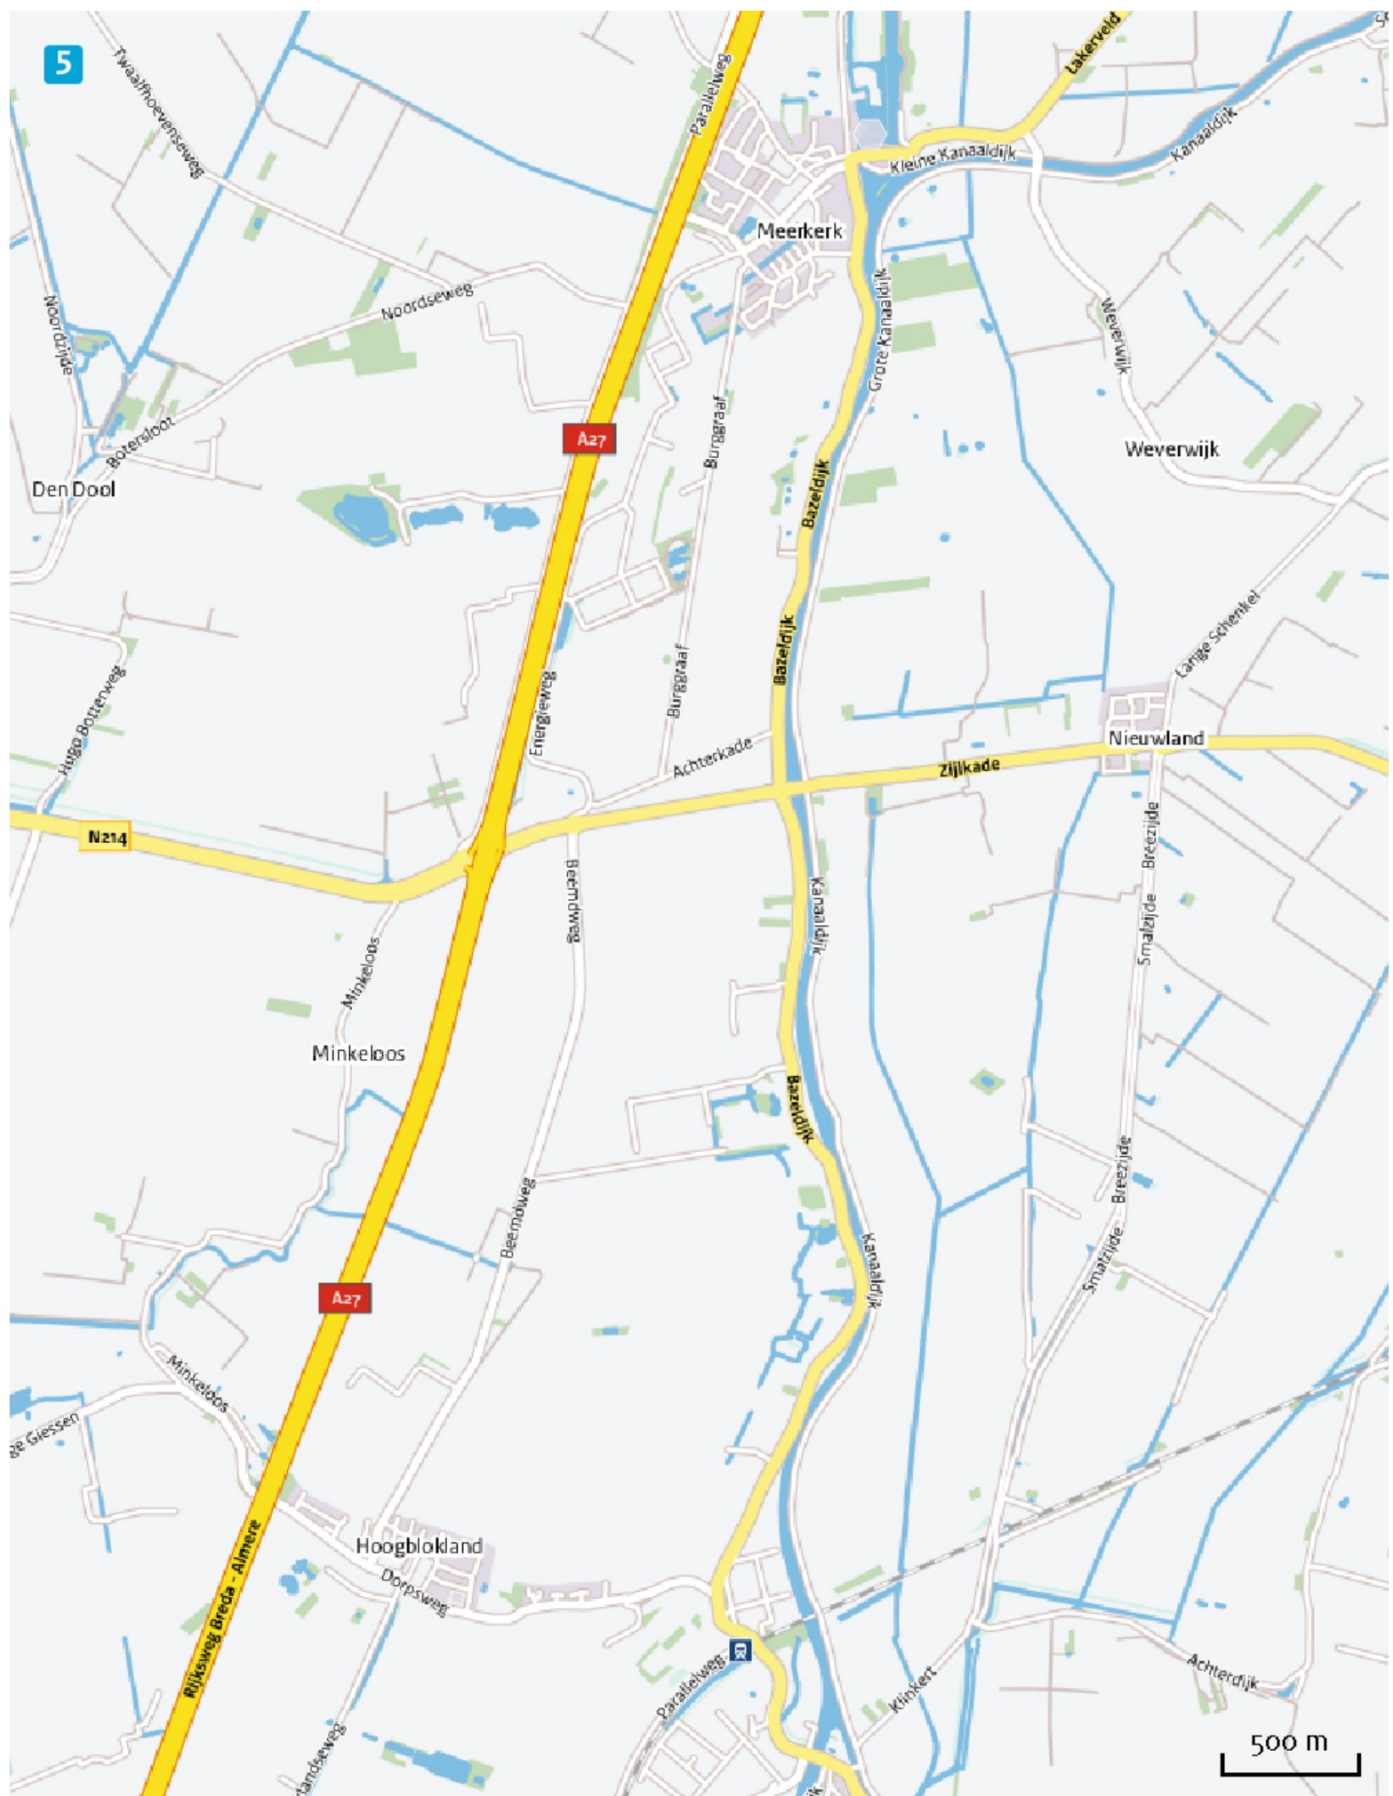 5
Lakerveld
Twaalfhoevenseweg
Parallelweg
Kanaaldijk
Kleine Kanaaldijk
Meerkerk
Noordseweg
Noordzijde
Grote Kanaaldijk
Weverwijk
Burggraaf
Botersloot
A27
Weverwijk
Den Dool
Bazeldijk
Lange Schenkel
Bazeldijk
Burggraaf
Hugo Botterweg
Energieweg
Achterkade
Nieuwland
Zijlkade
N214
Breezijde
Beemdweg
Kanaaldijk
Smalzijde
Minkeloos
Minkeloos
Bazeldijk
Breezijde
Beemdweg
Smalzijde
Kanaaldijk
A27
Minkeloos
ge Giessen
Hoogblokland
Dorpsweg
Rijksweg Breda - Almere
Parallelweg
Klinkert
Achterdijk
landseweg
500 m